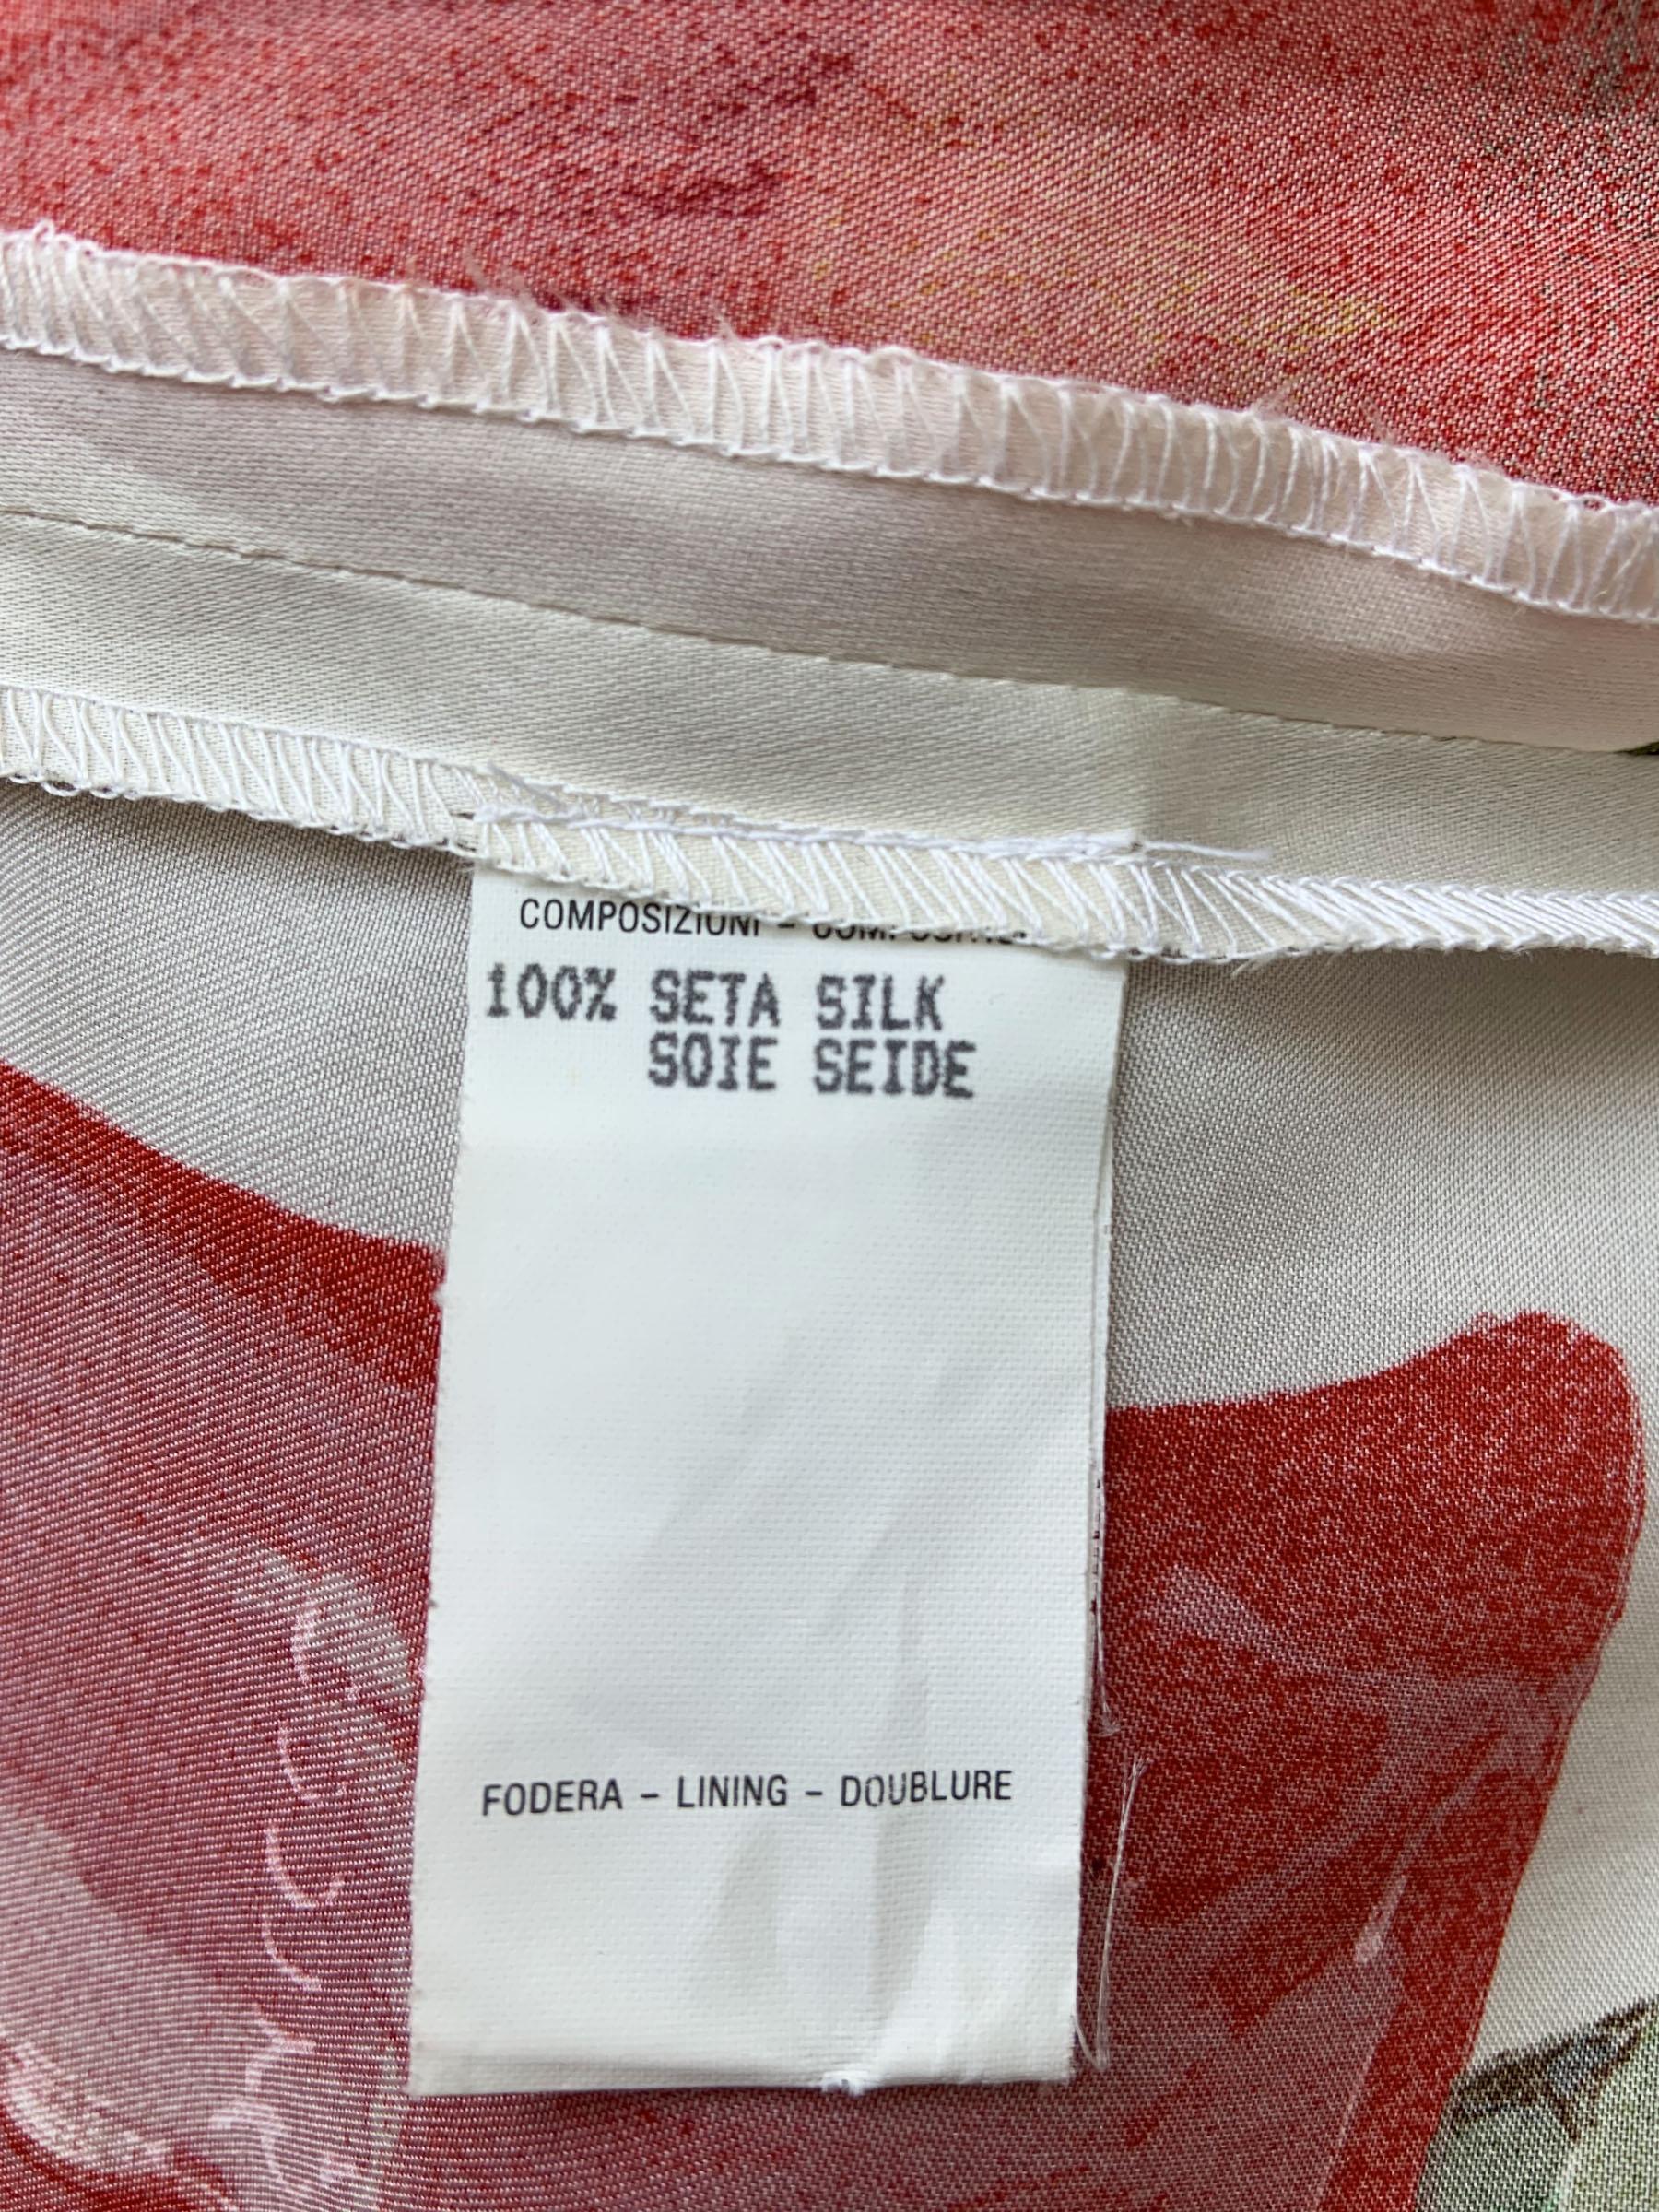 COMPOSIZIONI -
100% SETA SILK
SOIE SEIDE
FODERA - LINING - DOUBLURE